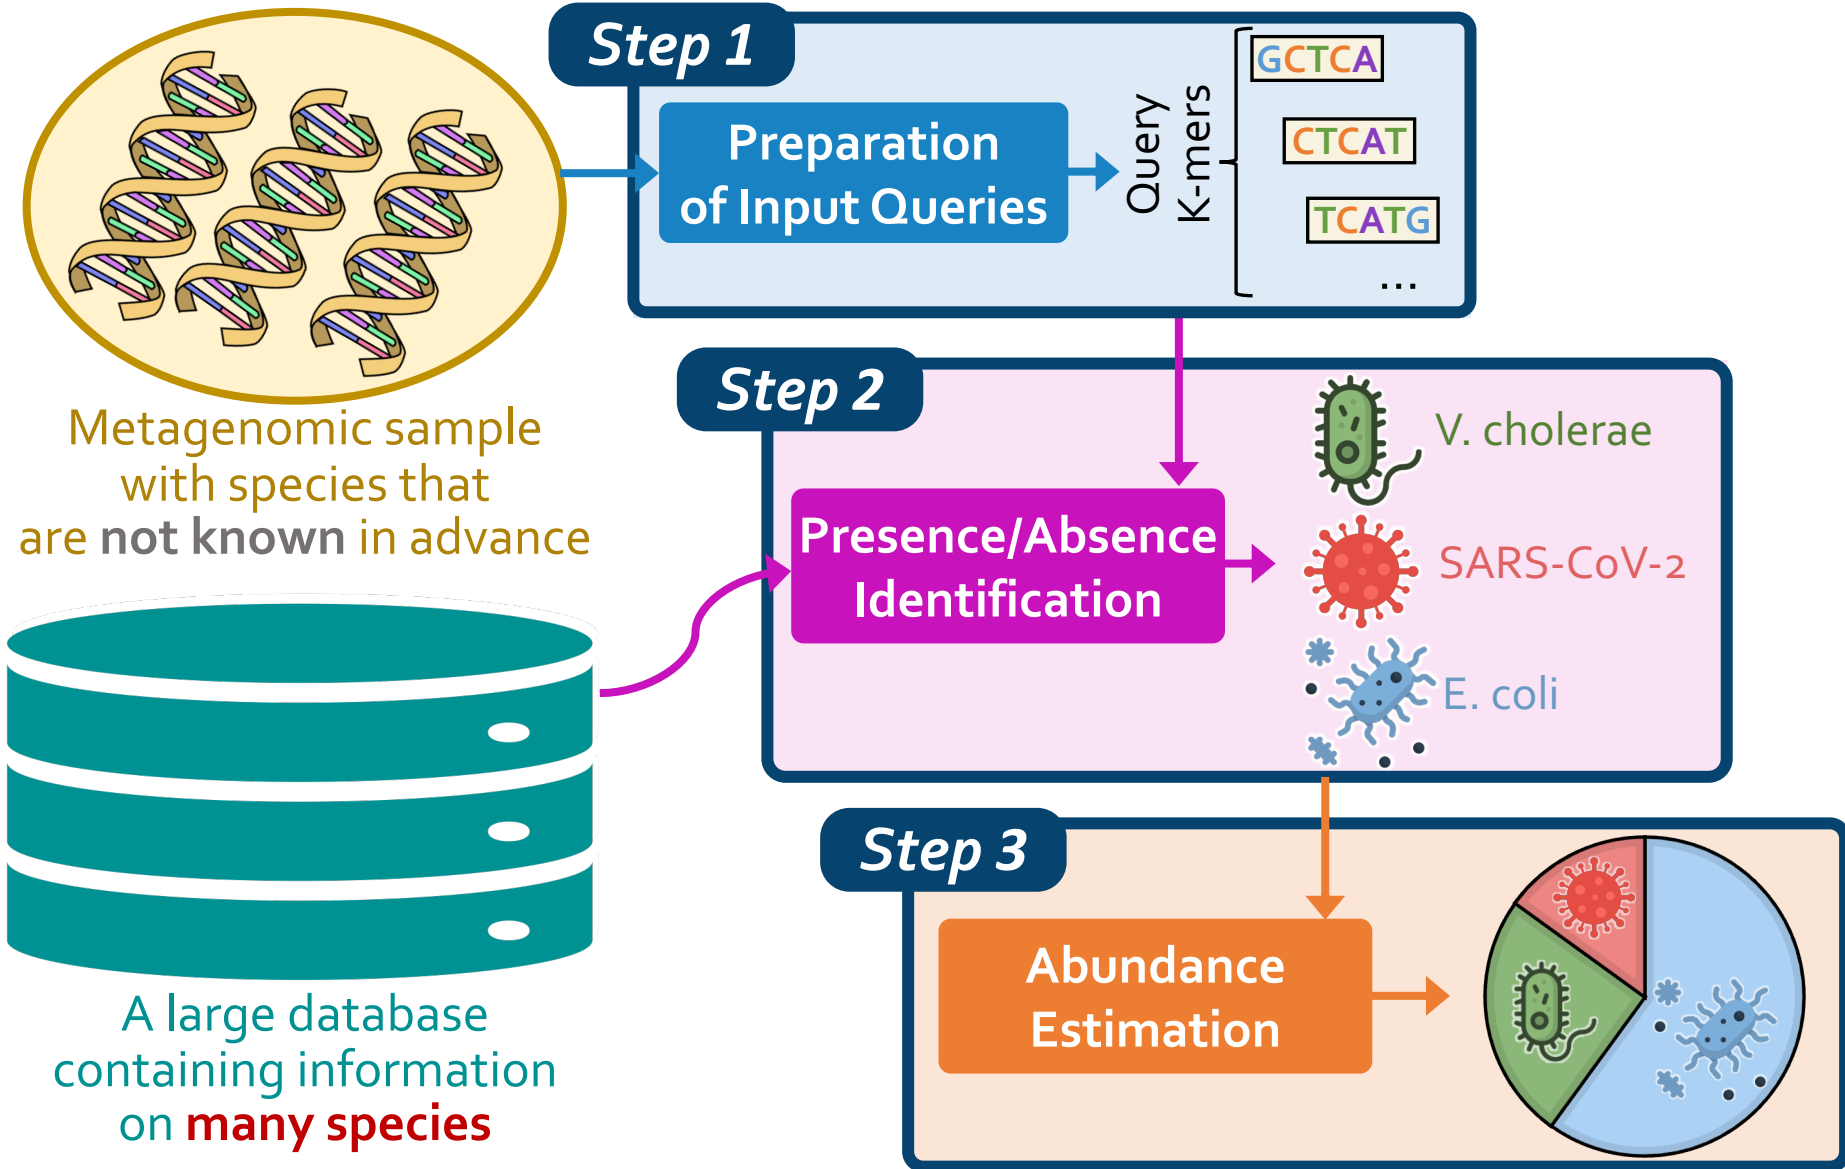 Step 1
Preparation
of Input Queries
Query
K-mers
GCTCA
CTCAT
TCATG
...
Metagenomic sample
with species that
are not known in advance
Step 2
Presence/Absence
Identification
V. cholerae
SARS-CoV-2
E. coli
A large database
containing information
on many species
Step 3
Abundance
Estimation